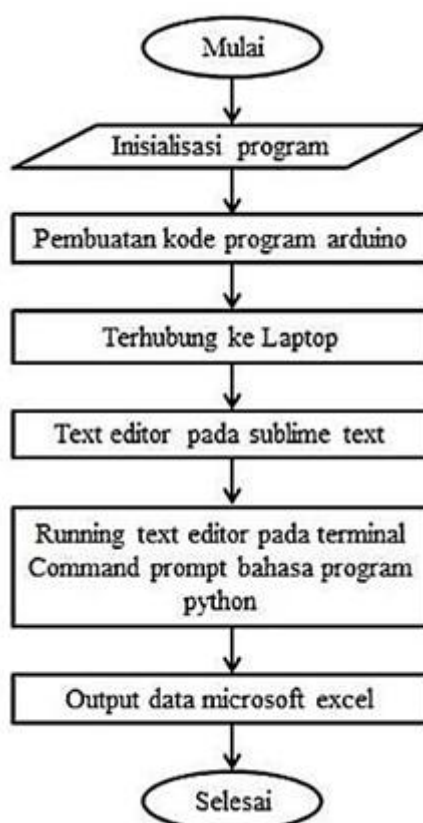 Mulai
Inisialisasi program
Pembuatan kode program arduino
Terhubung ke Laptop
Text editor pada sublime text
Running text editor pada terminal
Command prompt bahasa program
python
Output data microsoft excel
Selesai